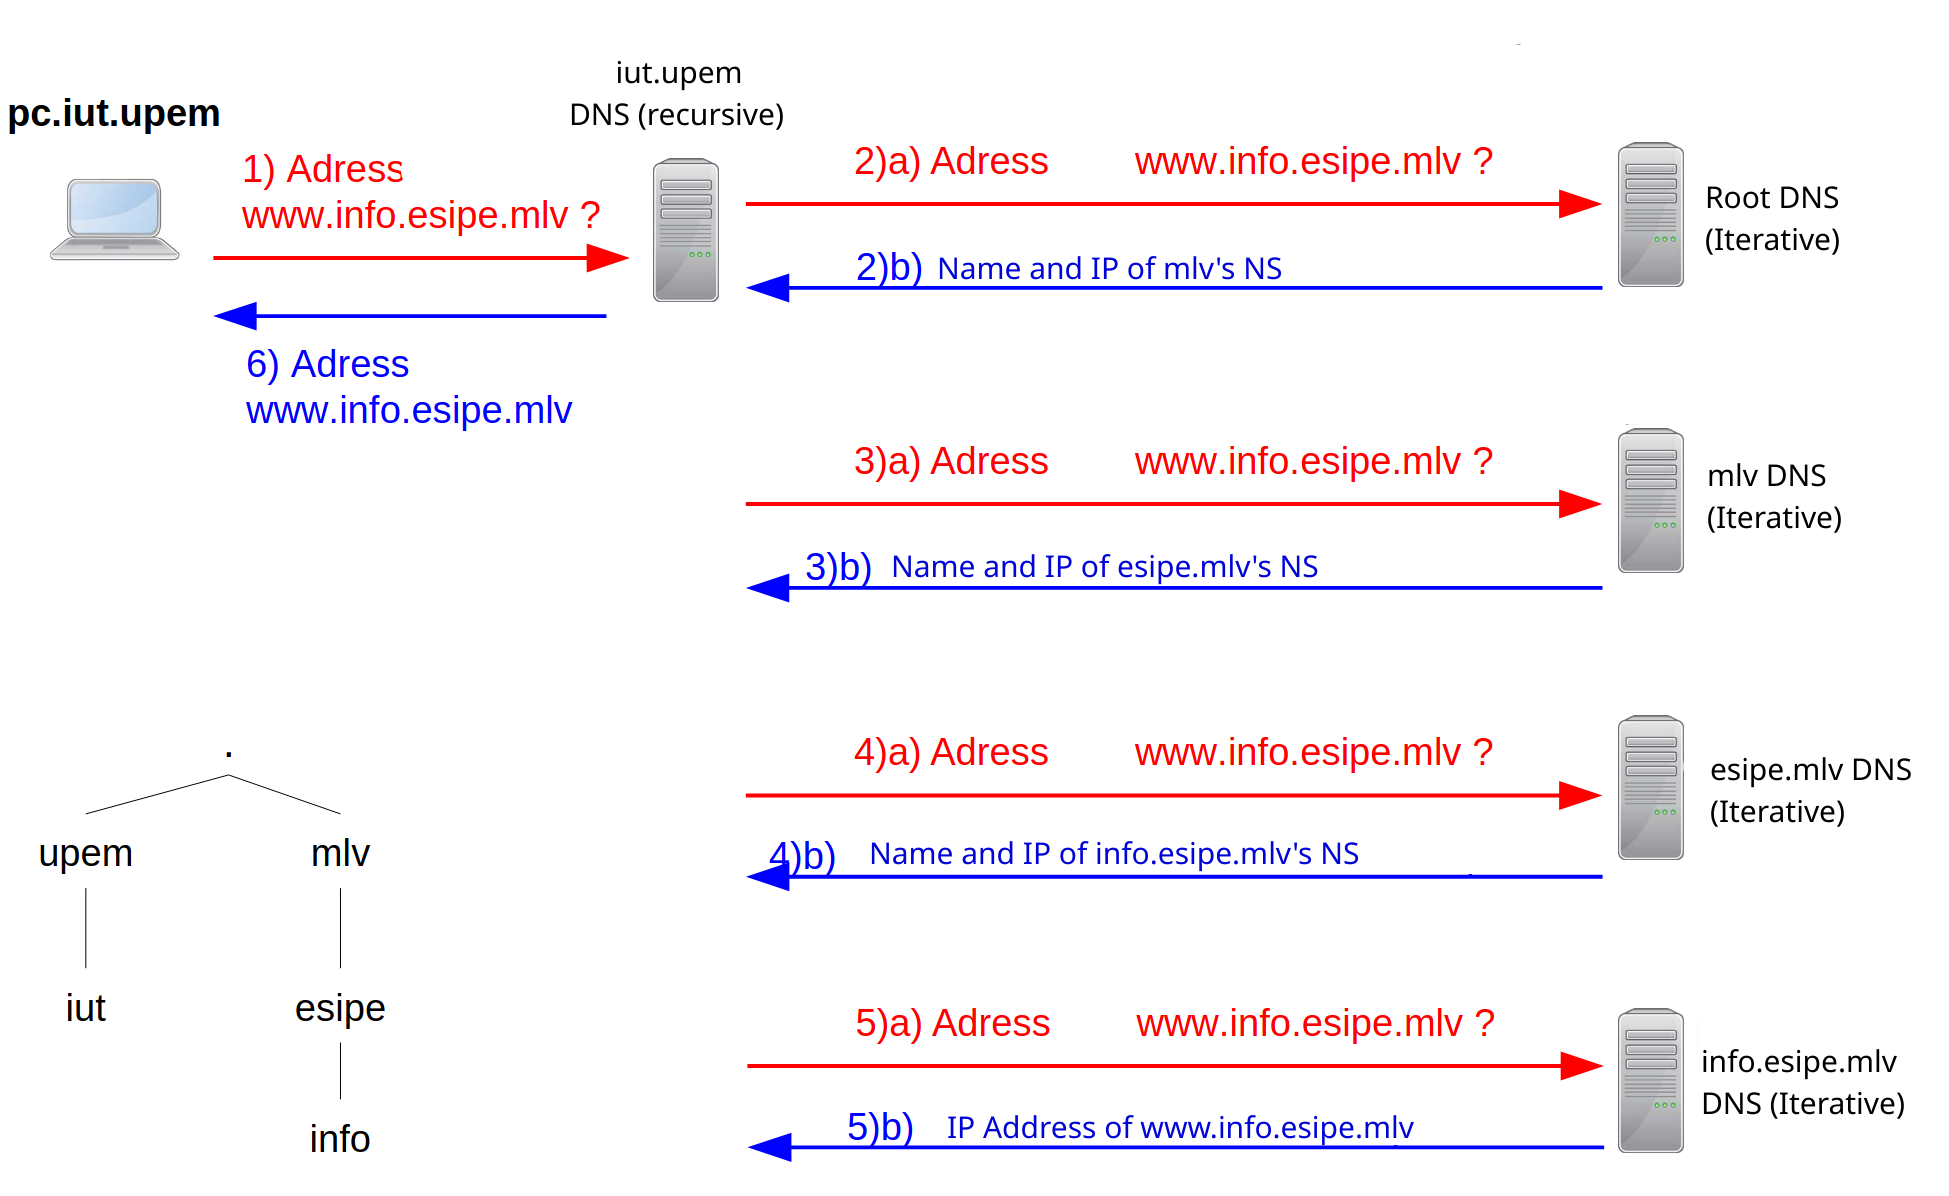 pc.iut.upem
iut.upem
DNS (recursive)
1) Adress
www.info.esipe.mlv ?
6) Adress
www.info.esipe.mlv
2)a) Adress www.info.esipe.mlv ?
2)b) Name and IP of mlv's NS
Root DNS
(Iterative)
3)a) Adress www.info.esipe.mlv ?
3)b) Name and IP of esipe.mlv's NS
mlv DNS
(Iterative)
4)a) Adress www.info.esipe.mlv ?
4)b) Name and IP of info.esipe.mlv's NS
esipe.mlv DNS
(Iterative)
5)a) Adress www.info.esipe.mlv ?
5)b) IP Address of www.info.esipe.mlv
info.esipe.mlv
DNS (Iterative)
.
upem mlv
iut esipe
info